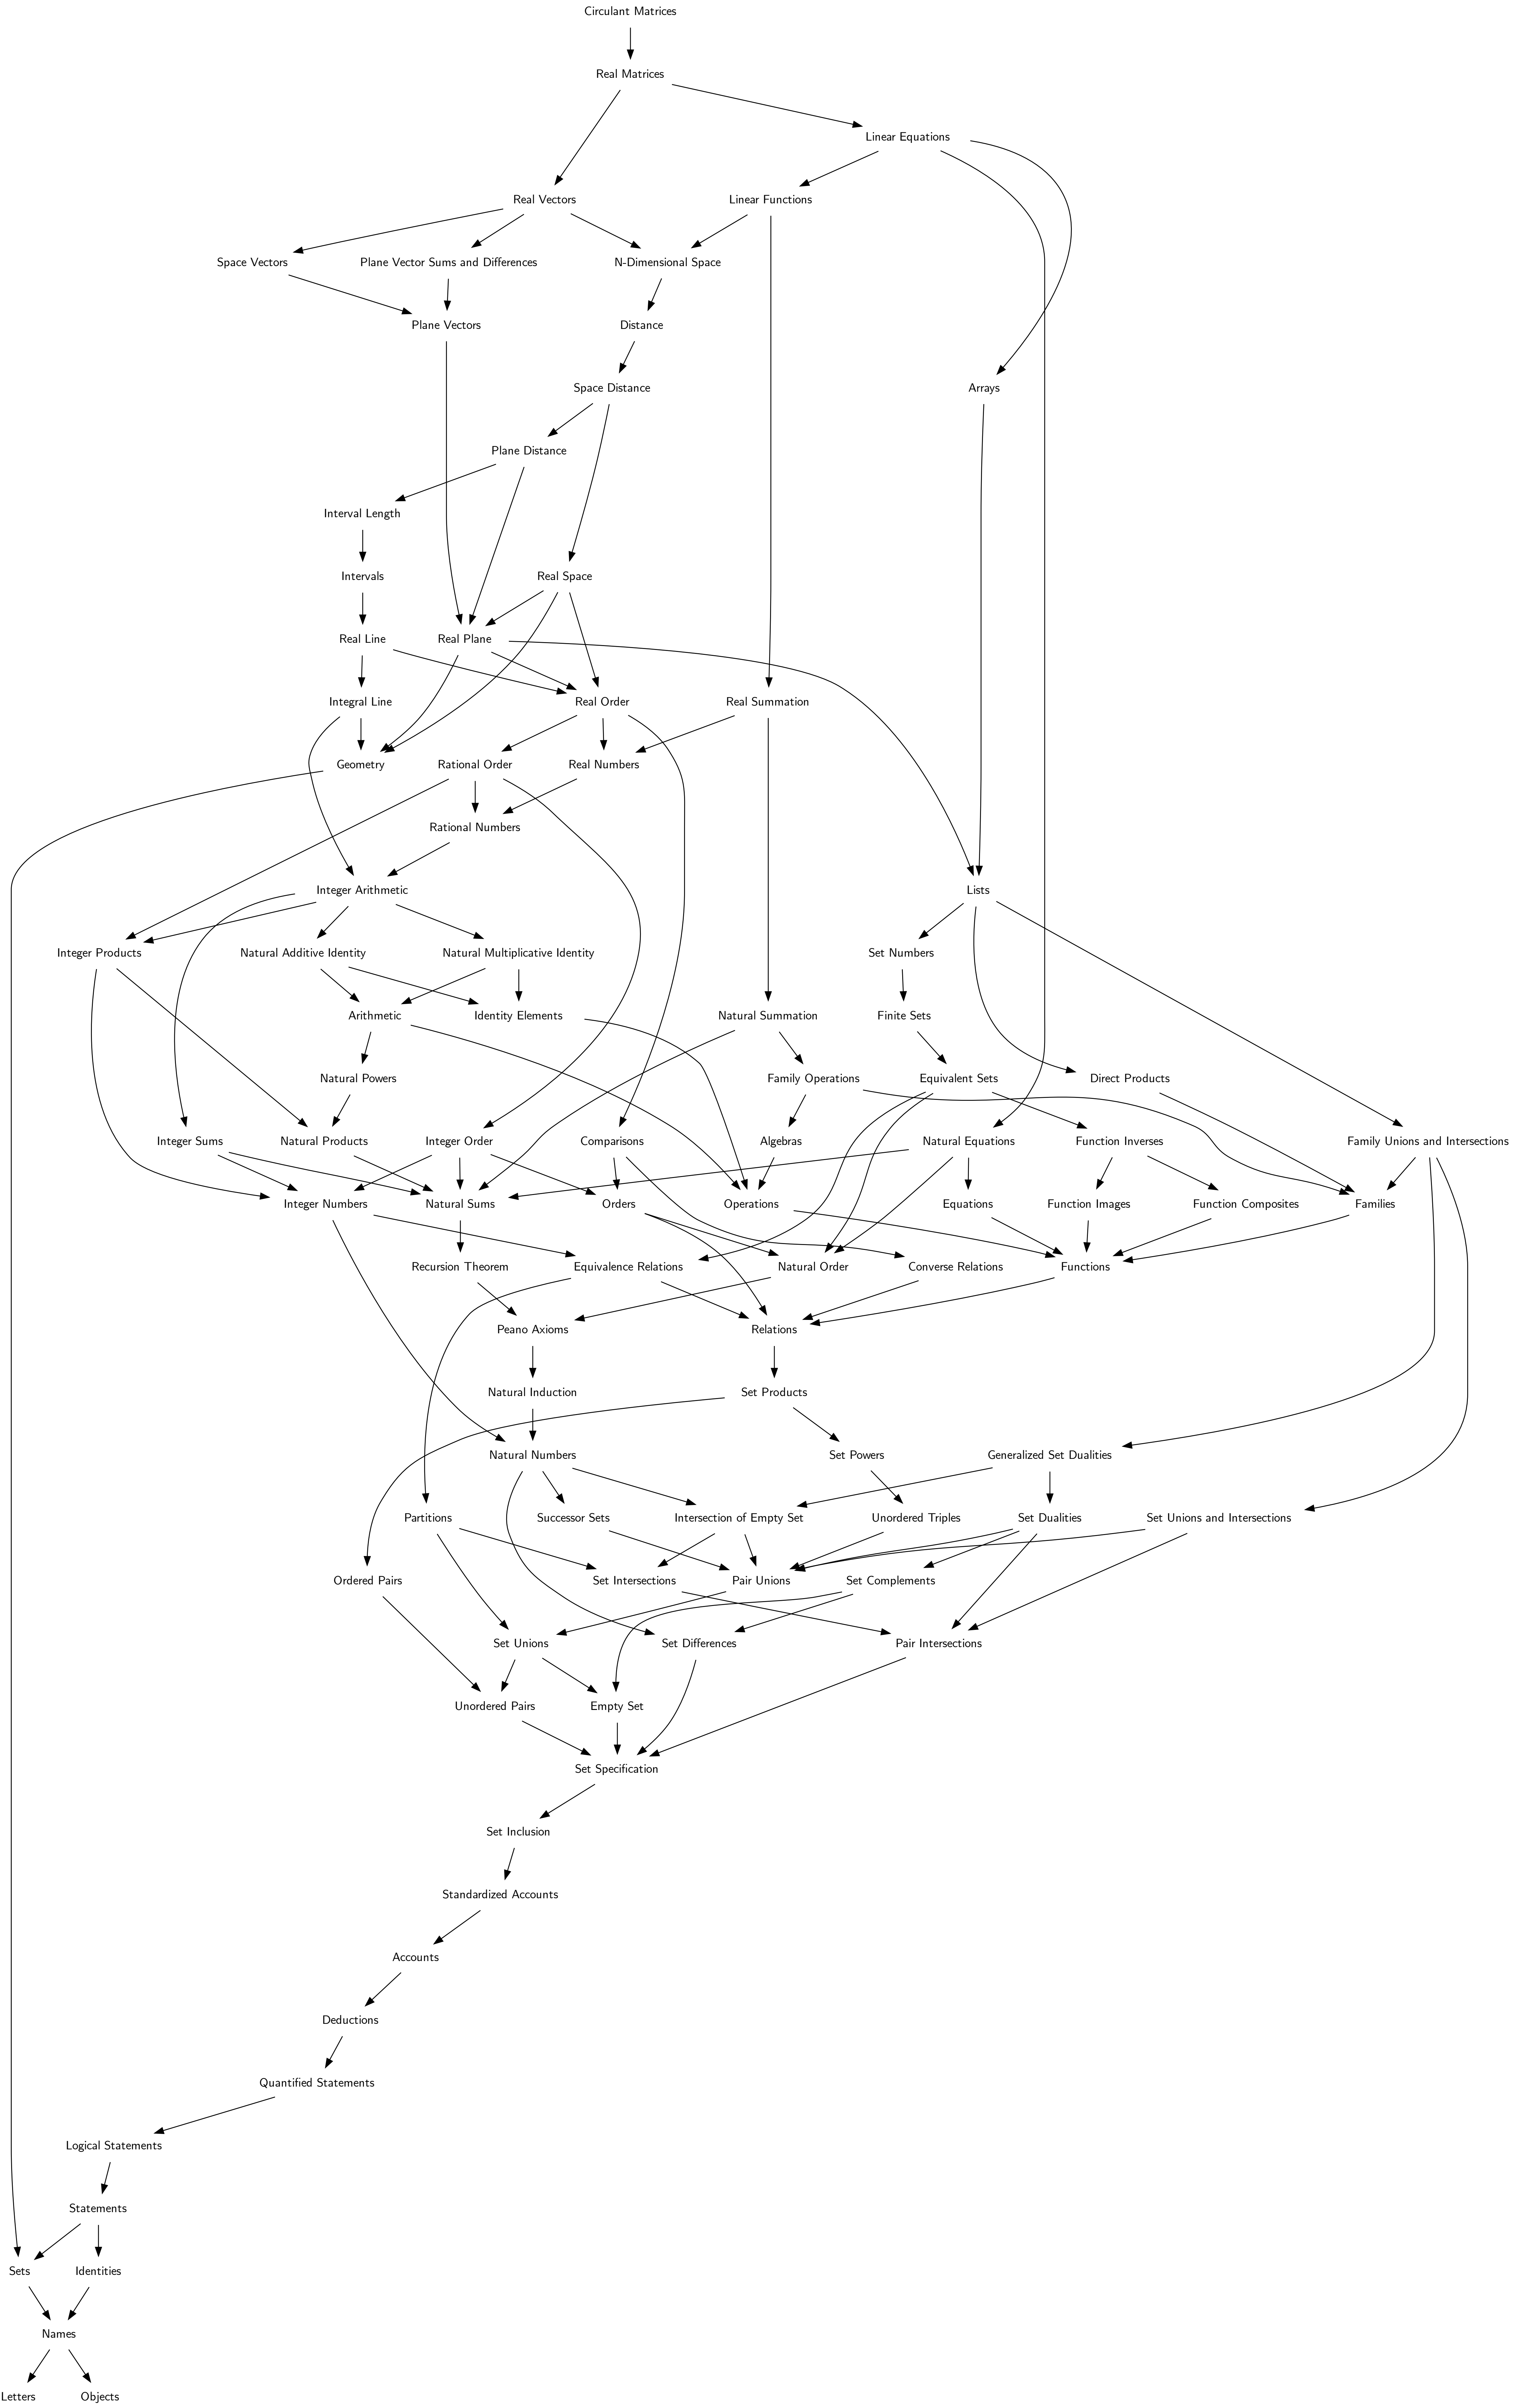 Circulant Matrices
Real Matrices
Linear Equations
Real Vectors
Linear Functions
Space Vectors
Plane Vector Sums and Differences
N-Dimensional Space
Plane Vectors
Distance
Space Distance
Arrays
Plane Distance
Interval Length
Intervals
Real Space
Real Line
Real Plane
Integral Line
Real Order
Real Summation
Geometry
Rational Order
Real Numbers
Rational Numbers
Integer Arithmetic
Lists
Integer Products
Natural Additive Identity
Natural Multiplicative Identity
Set Numbers
Arithmetic
Identity Elements
Natural Summation
Finite Sets
Natural Powers
Family Operations
Equivalent Sets
Direct Products
Integer Sums
Natural Products
Integer Order
Comparisons
Algebras
Natural Equations
Function Inverses
Family Unions and Intersections
Integer Numbers
Natural Sums
Orders
Operations
Equations
Function Images
Function Composites
Families
Recursion Theorem
Equivalence Relations
Natural Order
Converse Relations
Functions
Peano Axioms
Relations
Natural Induction
Set Products
Natural Numbers
Set Powers
Generalized Set Dualities
Partitions
Successor Sets
Intersection of Empty Set
Unordered Triples
Set Dualities
Set Unions and Intersections
Ordered Pairs
Set Intersections
Pair Unions
Set Complements
Set Unions
Set Differences
Pair Intersections
Unordered Pairs
Empty Set
Set Specification
Set Inclusion
Standardized Accounts
Accounts
Deductions
Quantified Statements
Logical Statements
Statements
Sets
Identities
Names
Letters
Objects